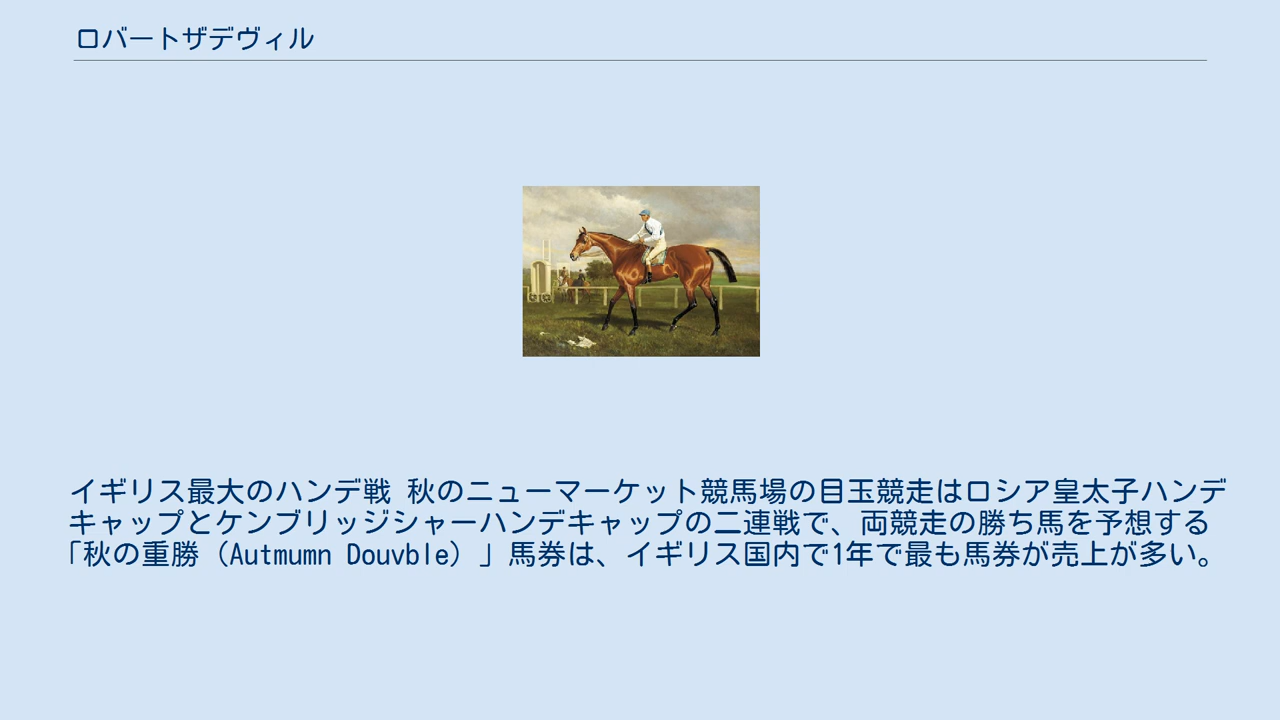 ロバートザデヴィル
イギリス最大のハンデ戦 秋のニューマーケット競馬場の目玉競走はロシア皇太子ハンデ
キャップとケンブリッジシャーハンデキャップの二連戦で、両競走の勝ち馬を予想する
「秋の重勝（Autmumn Douvble）」馬券は、イギリス国内で1年で最も馬券が売上が多い。